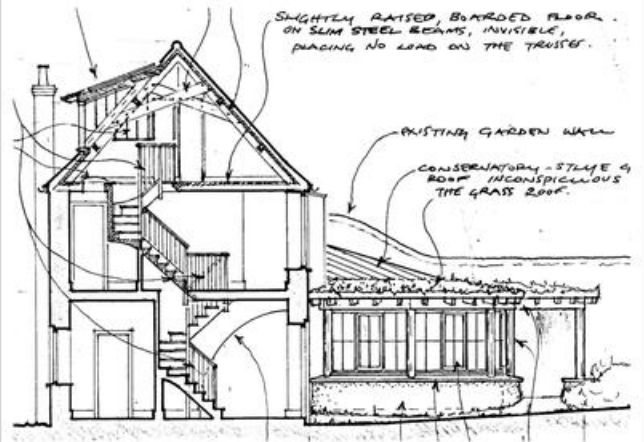 SLIGHTLY RAISED, BOARDED FLOOR.
ON SLIM STEEL BEAMS, INVISIBLE,
PLACING NO LOAD ON THE TRUSSES.
EXISTING GARDEN WALL
CONSERVATORY-STLYE G
ROOF INCONSPICUOUS
THE GRASS ROOF.